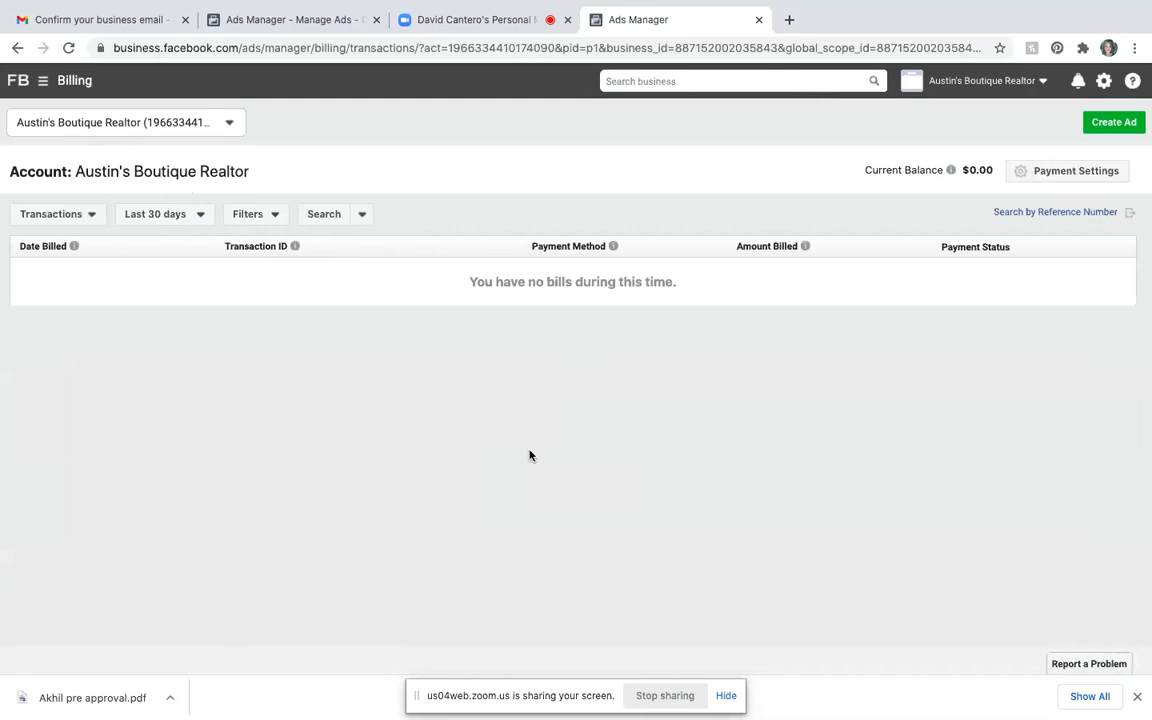 Confirm your business email -
Ads Manager - Manage Ads -
David Cantero's Personal
Ads Manager
business.facebook.com/ads/manager/billing/transactions/?act=1966334410174090&pid=p1&business_id=887152002035843&global_scope_id=88715200203584...
FB Billing
Search business
Austin's Boutique Realtor
Austin's Boutique Realtor (196633441...
Create Ad
Account: Austin's Boutique Realtor
Current Balance $0.00
Payment Settings
Transactions
Last 30 days
Filters
Search
Search by Reference Number
Date Billed
Transaction ID
Payment Method
Amount Billed
Payment Status
You have no bills during this time.
Report a Problem
Akhil pre approval.pdf
us04web.zoom.us is sharing your screen.
Stop sharing
Hide
Show All